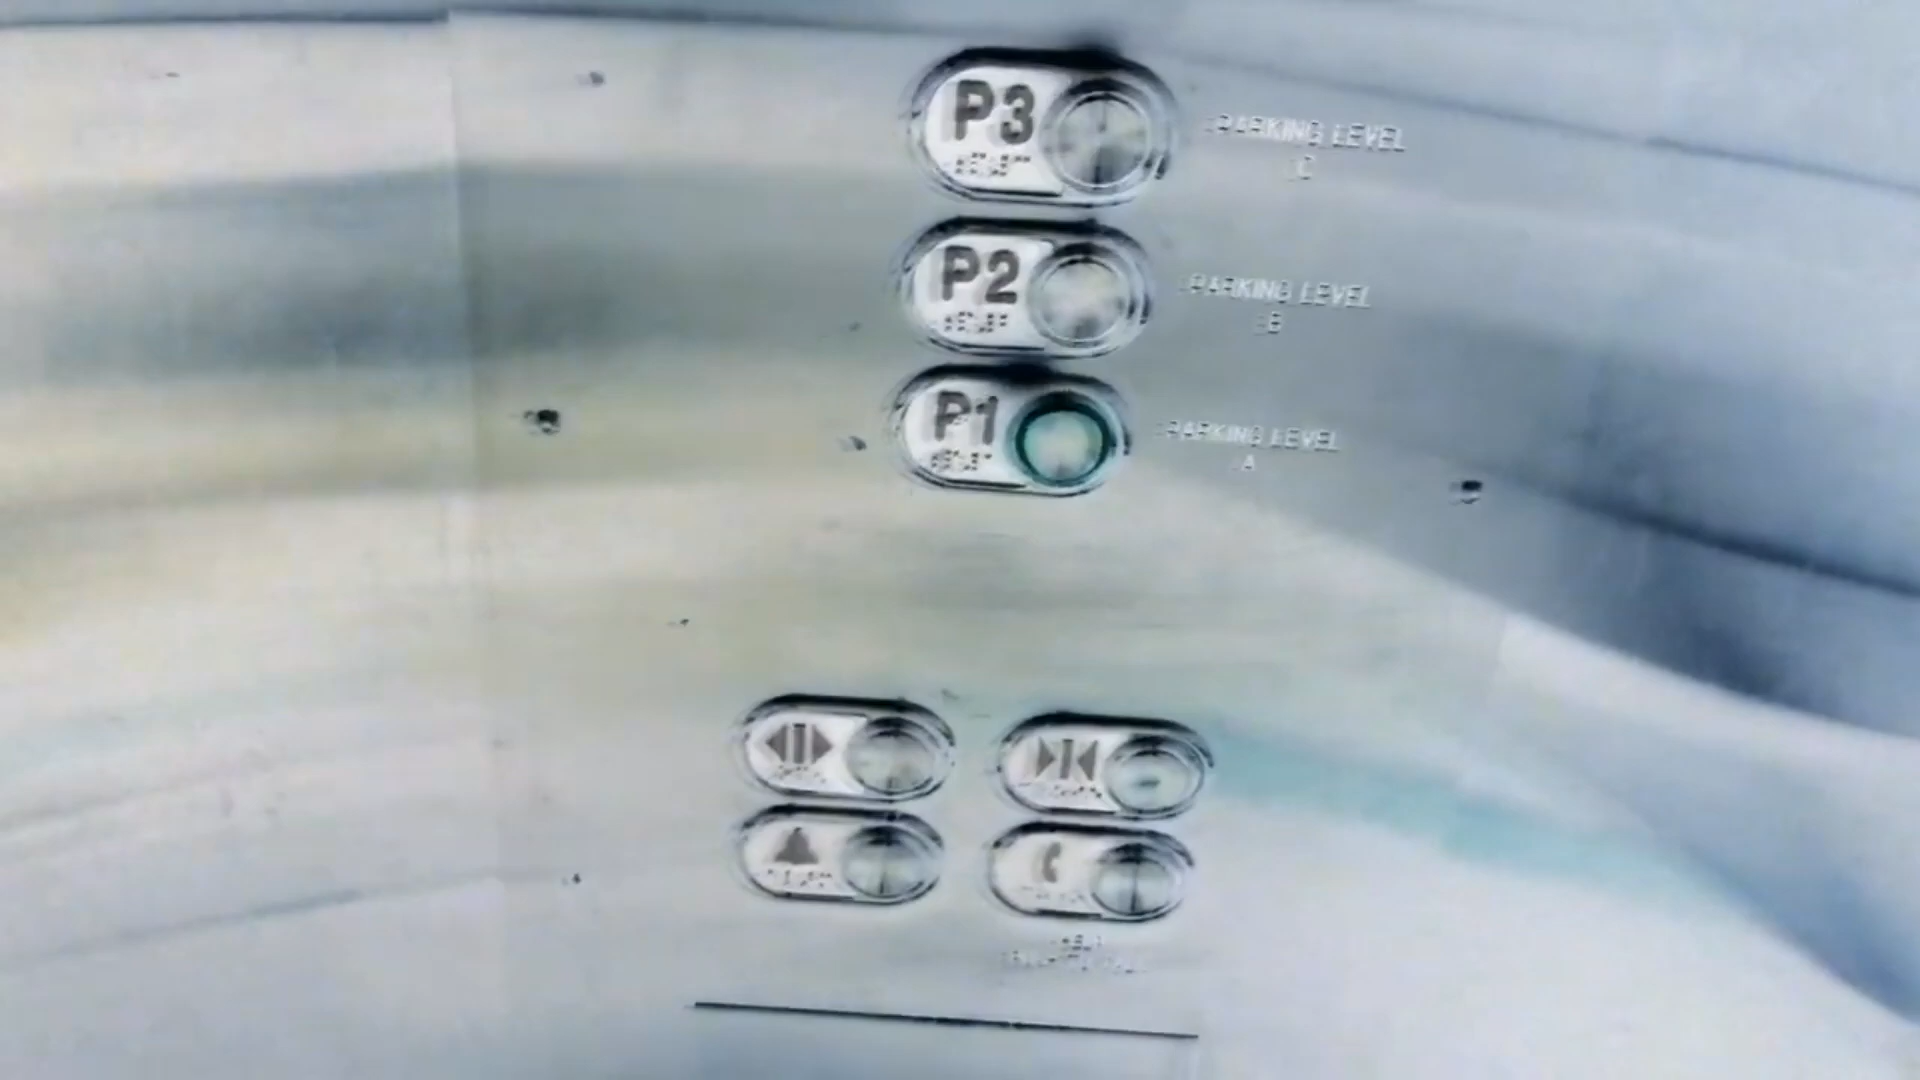 P3
PARKING LEVEL
C
P2
PARKING LEVEL
B
P1
PARKING LEVEL
A